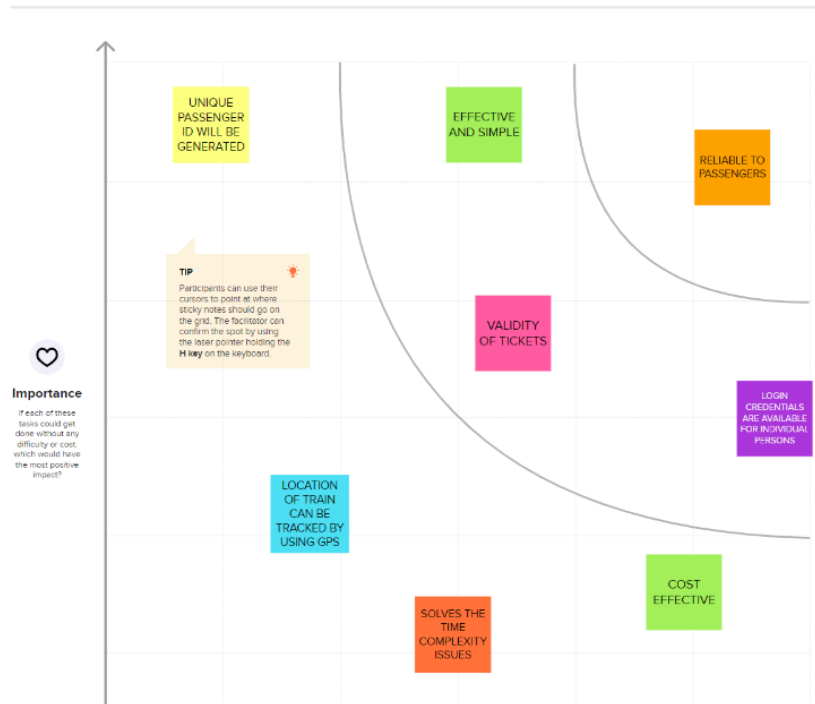 UNIQUE
PASSENGER
ID WILL BE
GENERATED
EFFECTIVE
AND SIMPLE
RELIABLE TO
PASSENGERS
TIP
Participants can use their
cursors to point at where
sticky notes should go on
the grid. The facilitator can
confirm the spot by using
the laser pointer holding the
H key on the keyboard.
VALIDITY
OF TICKETS
Importance
If each of these
tasks could get
done without any
difficulty or cost,
which would have
the most positive
impact?
LOGIN
CREDENTIALS
ARE AVAILABLE
FOR INDIVIDUAL
PERSONS
LOCATION
OF TRAIN
CAN BE
TRACKED BY
USING GPS
COST
EFFECTIVE
SOLVES THE
TIME
COMPLEXITY
ISSUES